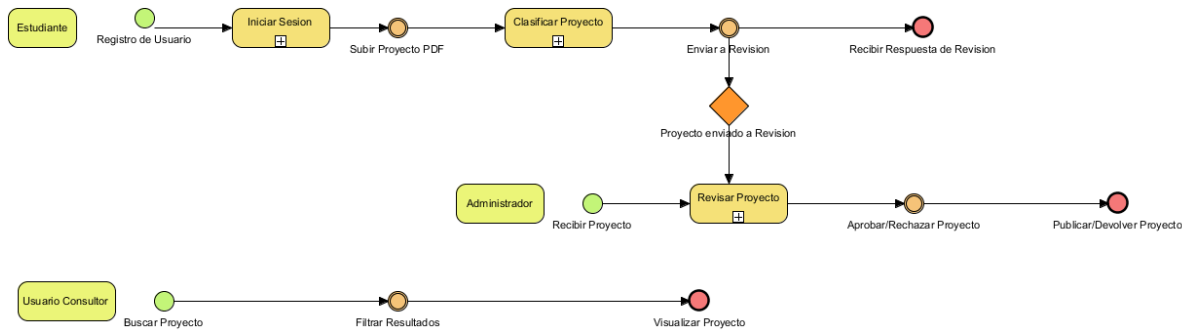 Estudiante
Registro de Usuario
Iniciar Sesion
Subir Proyecto PDF
Clasificar Proyecto
Enviar a Revision
Recibir Respuesta de Revision
Proyecto enviado a Revision
Administrador
Recibir Proyecto
Revisar Proyecto
Aprobar/Rechazar Proyecto
Publicar/Devolver Proyecto
Usuario Consultor
Buscar Proyecto
Filtrar Resultados
Visualizar Proyecto